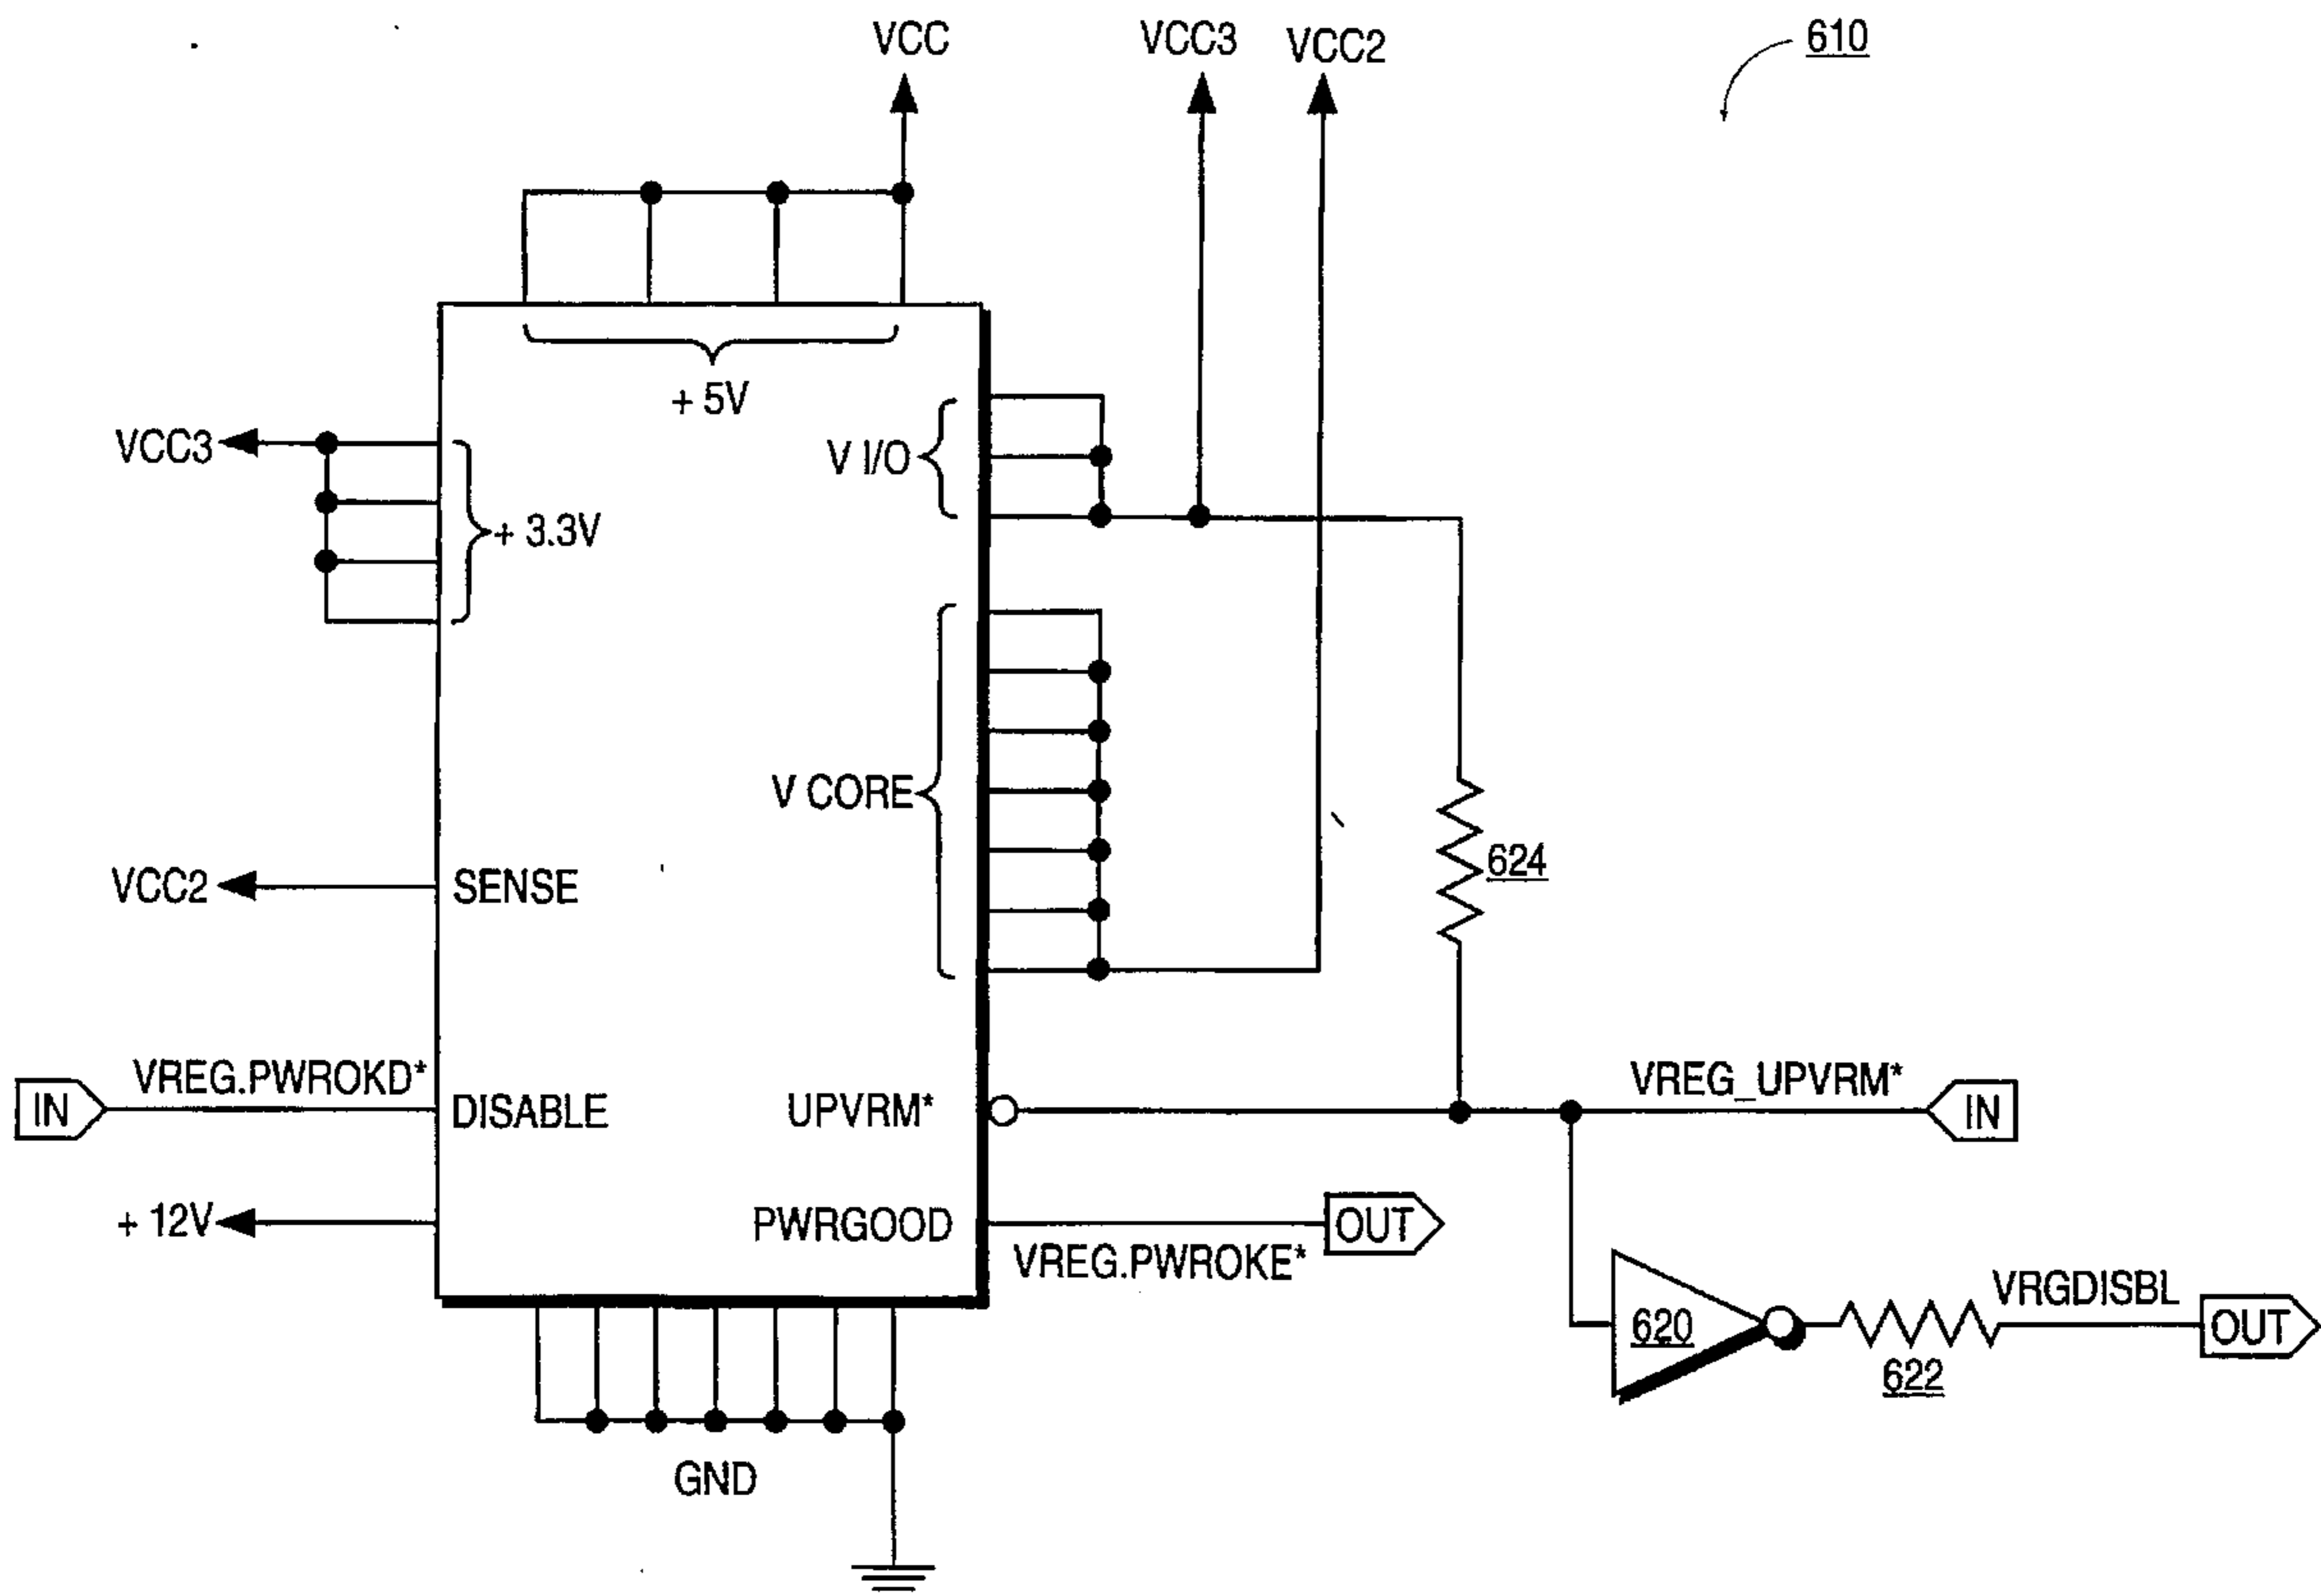 VCC
VCC3
VCC2
610
+ 5V
VCC3
V I/O
+ 3.3V
V CORE
624
VCC2
SENSE
IN
VREG.PWROKD*
DISABLE
UPVRM*
VREG_UPVRM*
IN
+ 12V
PWRGOOD
OUT
VREG.PWROKE*
620
VRGDISBL
OUT
622
GND